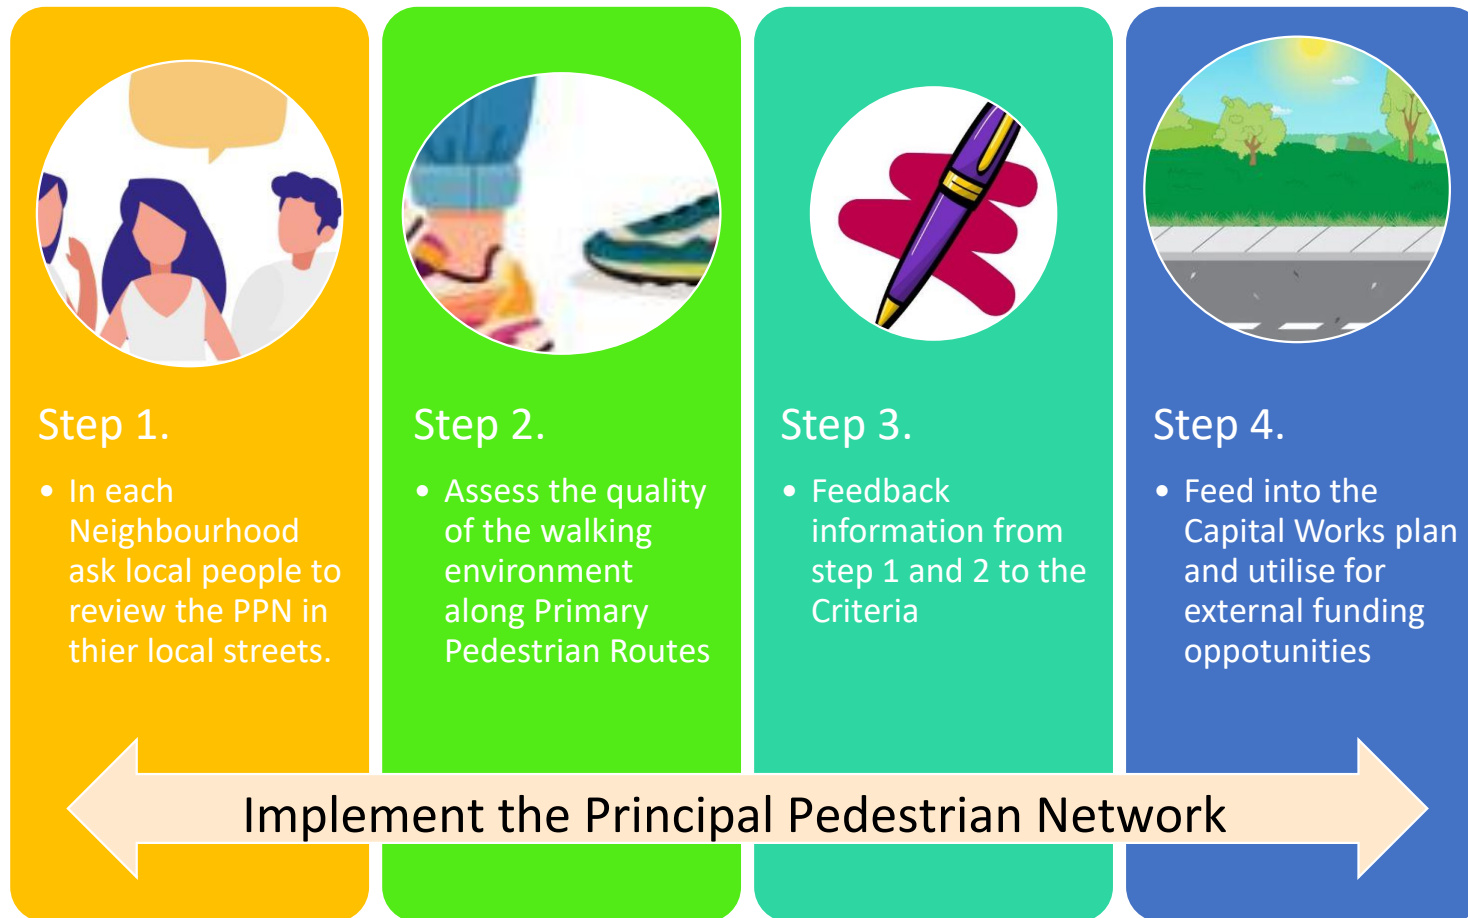 Step 1.
• In each
Neighbourhood
ask local people to
review the PPN in
thier local streets.
Step 2.
• Assess the quality
of the walking
environment
along Primary
Pedestrian Routes
Step 3.
• Feedback
information from
step 1 and 2 to the
Criteria
Step 4.
• Feed into the
Capital Works plan
and utilise for
external funding
oppotunities
Implement the Principal Pedestrian Network